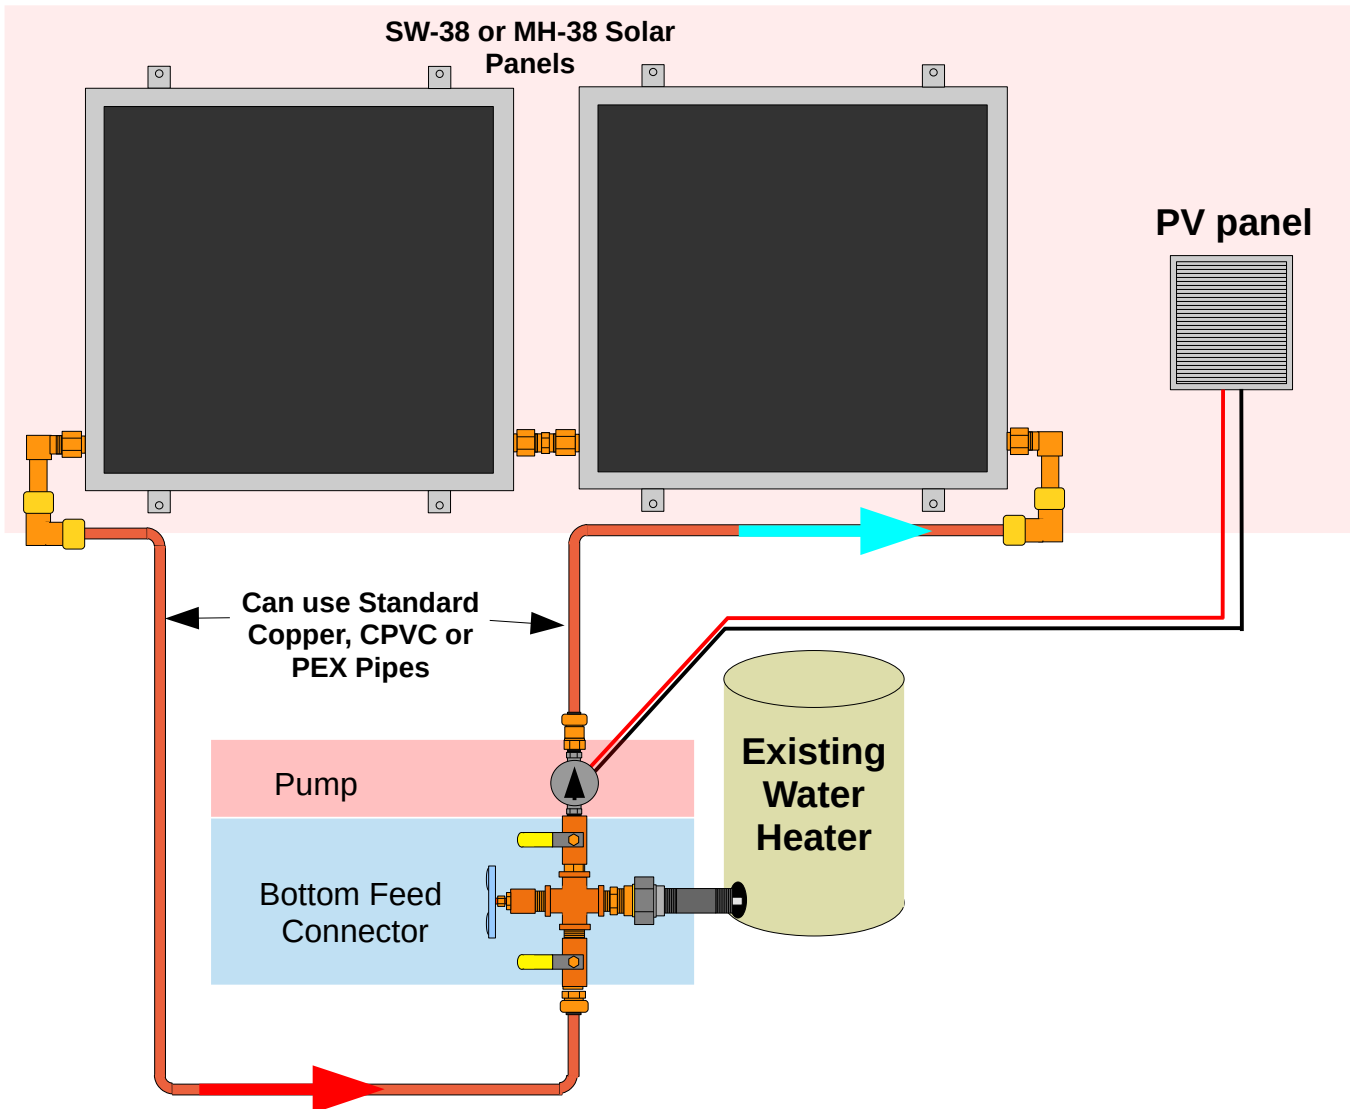 SW-38 or MH-38 Solar
Panels
PV panel
Can use Standard
Copper, CPVC or
PEX Pipes
Existing
Water
Heater
Pump
Bottom Feed
Connector